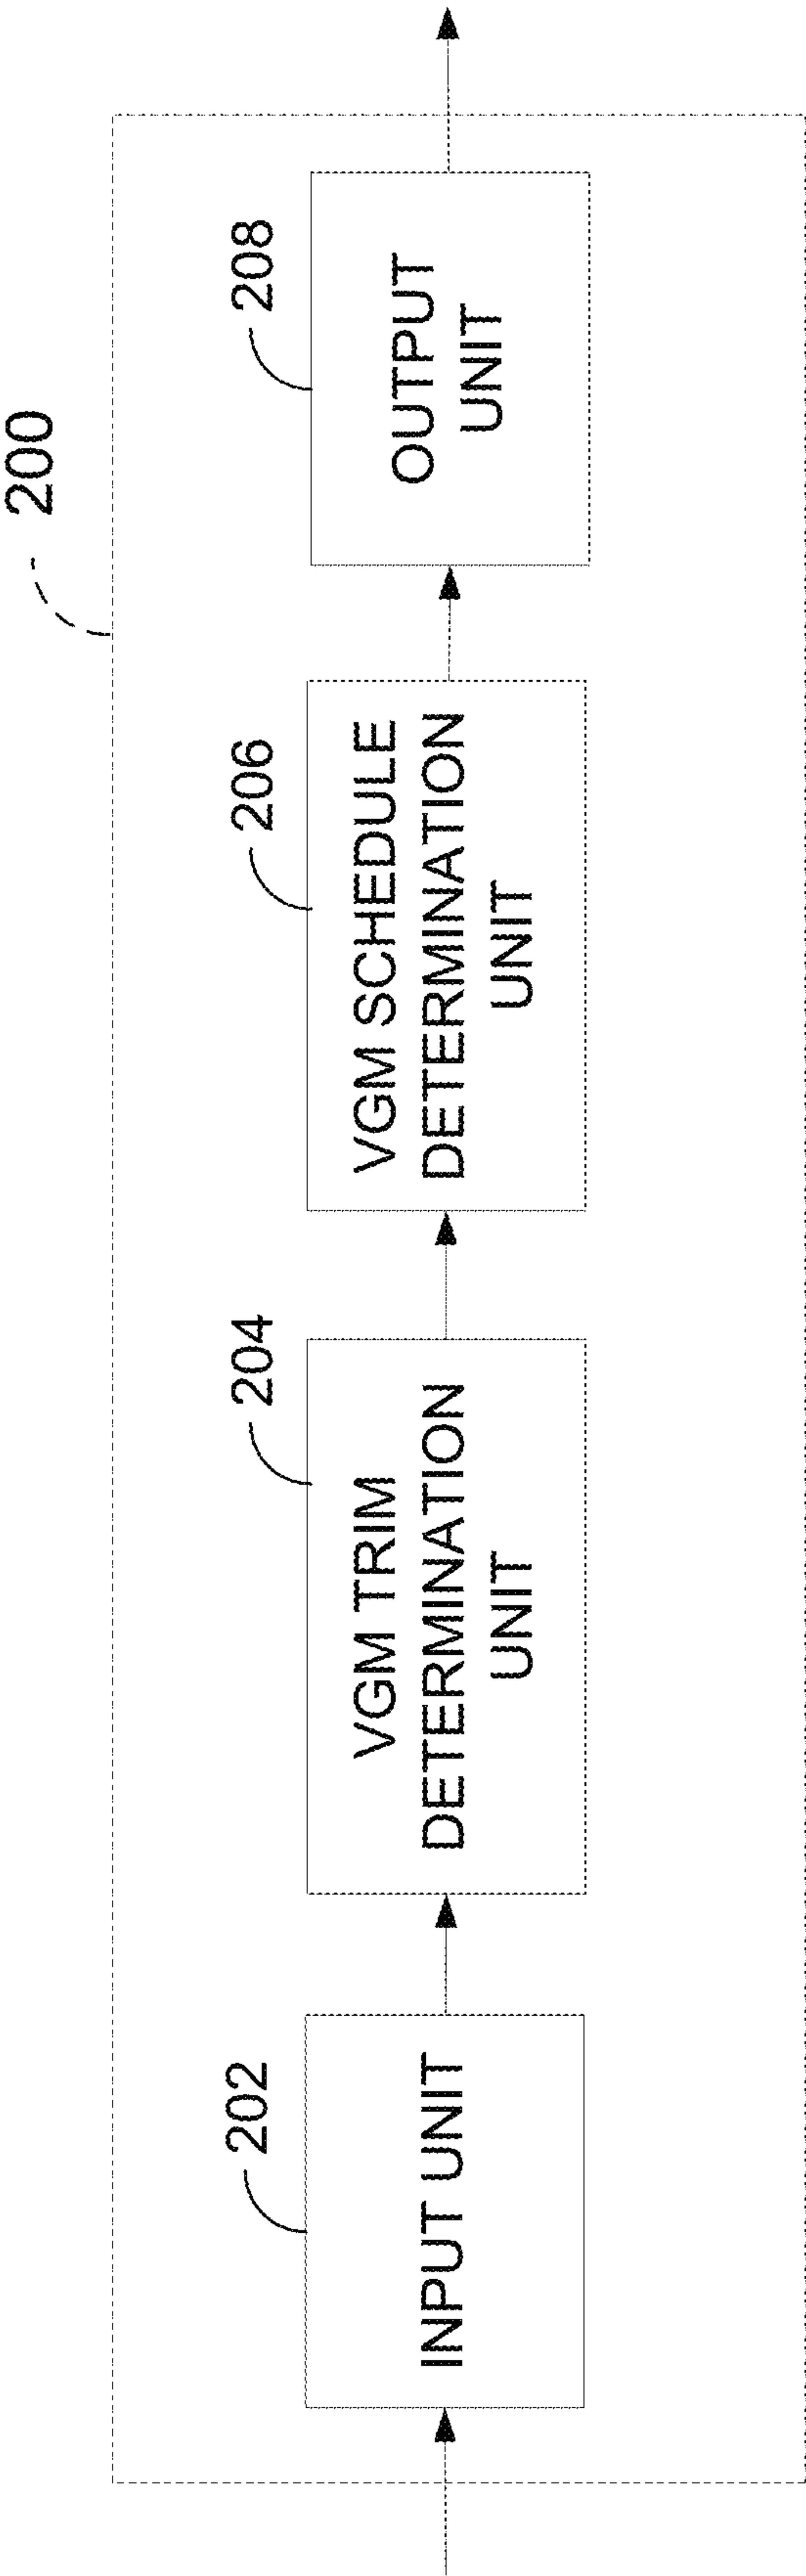 200
202
INPUT UNIT
204
VGM TRIM
DETERMINATION
UNIT
206
VGM SCHEDULE
DETERMINATION
UNIT
208
OUTPUT
UNIT